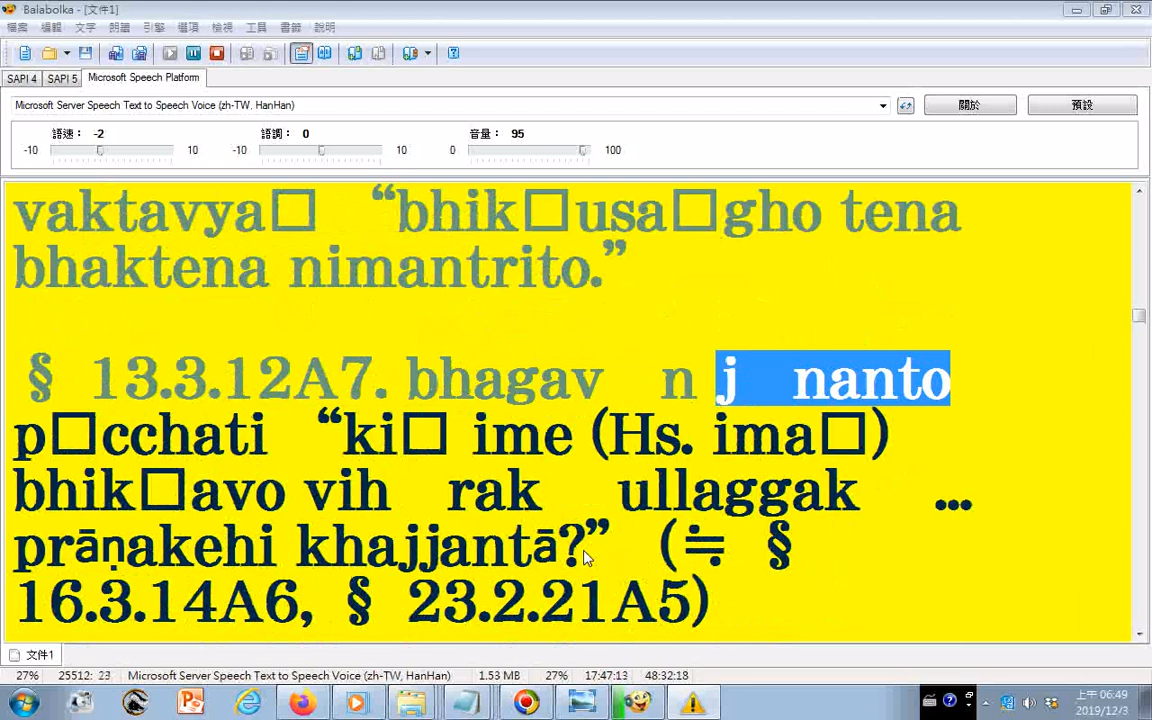 Balabolka - [文件1]
檔案 編輯 文字 朗讀 引擎 選項 檢視 工具 書籤 說明
SAPI 4 SAPI 5 Microsoft Speech Platform
Microsoft Server Speech Text to Speech Voice (zh-TW, HanHan) 關於 預設
語速： -2 語調： 0 音量： 95
-10 10 -10 10 0 100
vaktavya□ “bhik□usa□gho tena
bhaktena nimantrito.”
§ 13.3.12A7. bhagav n j nanto
p□cchati “ki□ ime (Hs. ima□)
bhik□avo vih rak ullaggak ...
prāṇakehi khajjantā?” (≒ §
16.3.14A6, § 23.2.21A5)
文件1
27% 25512: 23 Microsoft Server Speech Text to Speech Voice (zh-TW, HanHan) 1.53 MB 27% 17:47:13 48:32:18
上午 06:49
2019/12/3